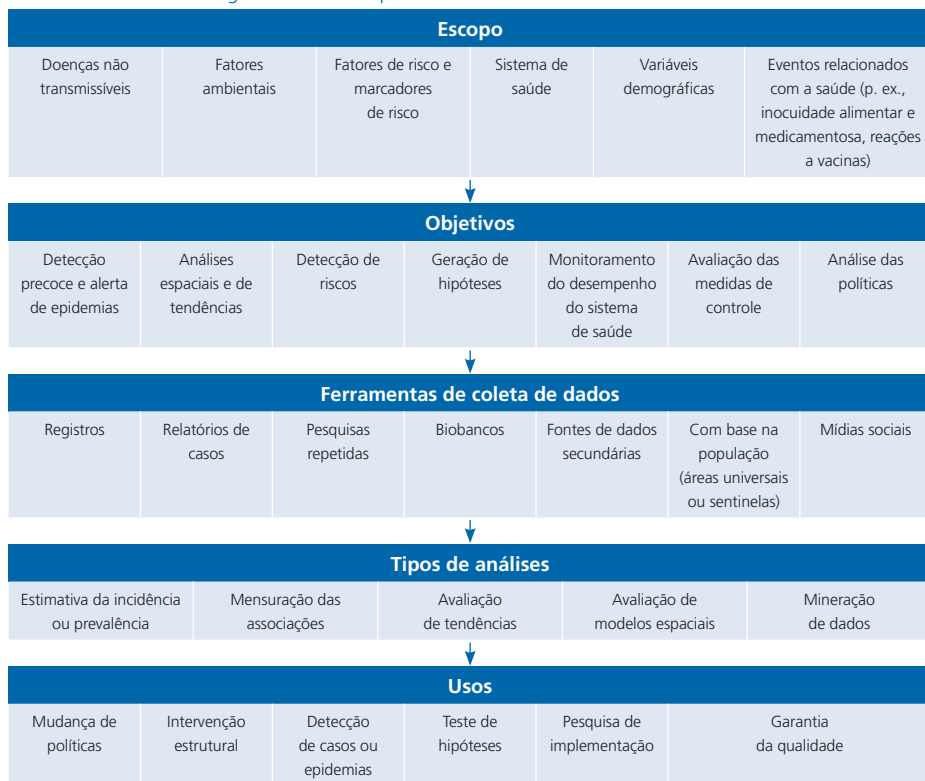 Escopo
Doenças não
transmissíveis
Fatores
ambientais
Fatores de risco e
marcadores
de risco
Sistema de
saúde
Variáveis
demográficas
Eventos relacionados
com a saúde (p. ex.,
inocuidade alimentar e
medicamentosa, reações
a vacinas)
Objetivos
Detecção
precoce e alerta
de epidemias
Análises
espaciais e de
tendências
Detecção de
riscos
Geração de
hipóteses
Monitoramento
do desempenho
do sistema
de saúde
Avaliação das
medidas de
controle
Análise das
políticas
Ferramentas de coleta de dados
Registros
Relatórios de
casos
Pesquisas
repetidas
Biobancos
Fontes de dados
secundárias
Com base na
população
(áreas universais
ou sentinelas)
Mídias sociais
Tipos de análises
Estimativa da incidência
ou prevalência
Mensuração das
associações
Avaliação
de tendências
Avaliação de
modelos espaciais
Mineração
de dados
Usos
Mudança de
políticas
Intervenção
estrutural
Detecção
de casos ou
epidemias
Teste de
hipóteses
Pesquisa de
implementação
Garantia
da qualidade